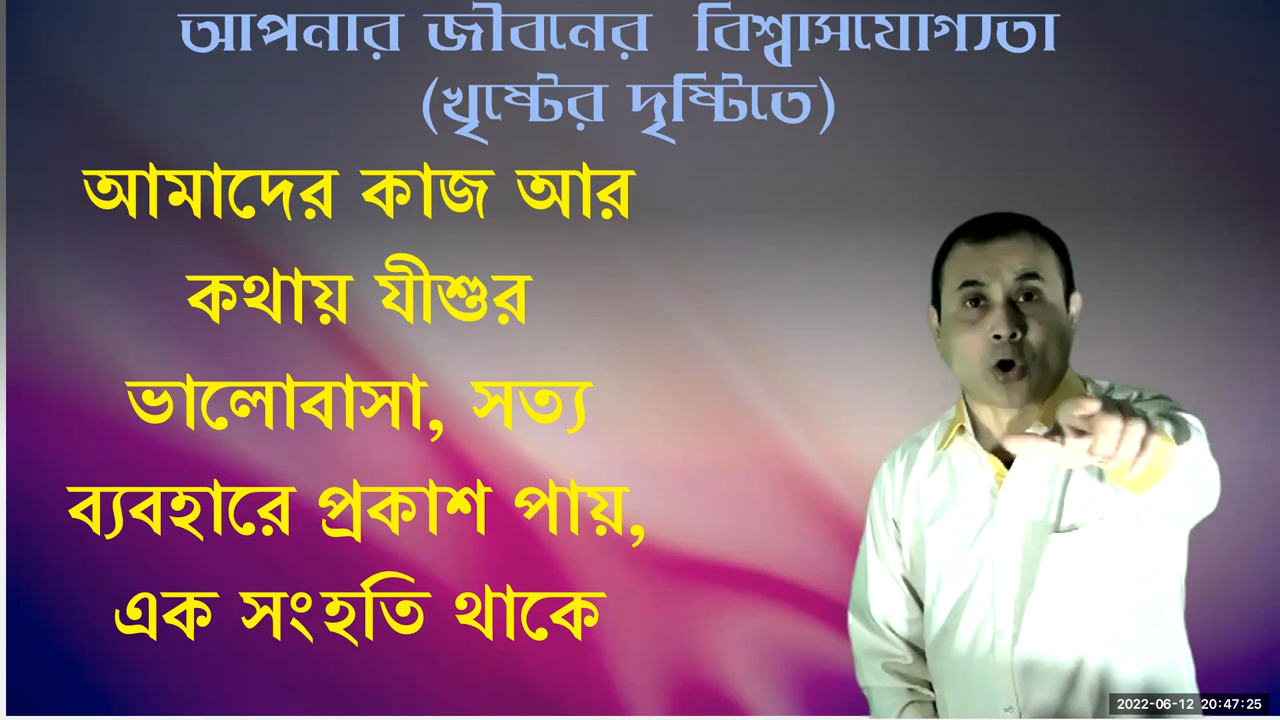 আপনার জীবনের বিশ্বাসযোগ্যতা
(খৃষ্টের দৃষ্টিতে)
আমাদের কাজ আর
কথায় যীশুর
ভালোবাসা, সত্য
ব্যবহারে প্রকাশ পায়,
এক সংহতি থাকে
2022-06-12 20:47:25